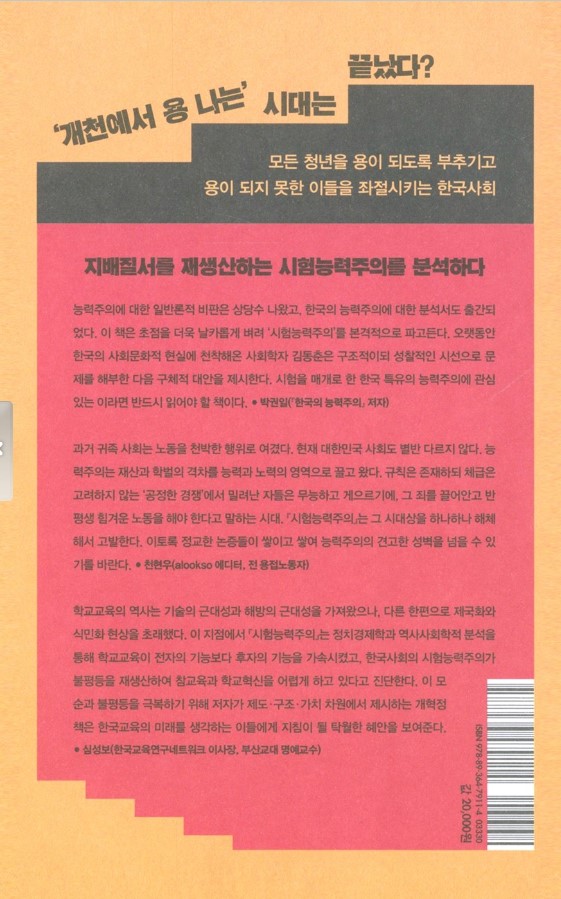 '개천에서 용 나는' 시대는 끝났다?
모든 청년을 용이 되도록 부추기고
용이 되지 못한 이들을 좌절시키는 한국사회
지배질서를 재생산하는 시험능력주의를 분석하다
능력주의에 대한 일반론적 비판은 상당수 나왔고, 한국의 능력주의에 대한 분석서도 출간되
었다. 이 책은 초점을 더욱 날카롭게 벼려 '시험능력주의'를 본격적으로 파고든다. 오랫동안
한국의 사회문화적 현실에 천착해온 사회학자 김동춘은 구조적이되 성찰적인 시선으로 문
제를 해부한 다음 구체적 대안을 제시한다. 시험을 매개로 한 한국 특유의 능력주의에 관심
있는 이라면 반드시 읽어야 할 책이다. • 박권일(『한국의 능력주의』 저자)
과거 귀족 사회는 노동을 천박한 행위로 여겼다. 현재 대한민국 사회도 별반 다르지 않다. 능
력주의는 재산과 학벌의 격차를 능력과 노력의 영역으로 끌고 왔다. 규칙은 존재하되 체급은
고려하지 않는 '공정한 경쟁'에서 밀려난 자들은 무능하고 게으르기에, 그 죄를 끌어안고 반
평생 힘겨운 노동을 해야 한다고 말하는 시대. 『시험능력주의』는 그 시대상을 하나하나 해체
해서 고발한다. 이토록 정교한 논증들이 쌓이고 쌓여 능력주의의 견고한 성벽을 넘을 수 있
기를 바란다. • 천현우(alookso 에디터, 전 용접노동자)
학교교육의 역사는 기술의 근대성과 해방의 근대성을 가져왔으나, 다른 한편으로 제국화와
식민화 현상을 초래했다. 이 지점에서 『시험능력주의』는 정치경제학과 역사사회학적 분석을
통해 학교교육이 전자의 기능보다 후자의 기능을 가속시켰고, 한국사회의 시험능력주의가
불평등을 재생산하여 참교육과 학교혁신을 어렵게 하고 있다고 진단한다. 이 모
순과 불평등을 극복하기 위해 저자가 제도·구조·가치 차원에서 제시하는 개혁정
책은 한국교육의 미래를 생각하는 이들에게 지침이 될 탁월한 혜안을 보여준다.
• 심성보(한국교육연구네트워크 이사장, 부산교대 명예교수)
ISBN 978-89-364-7911-4 03330
값 20,000원